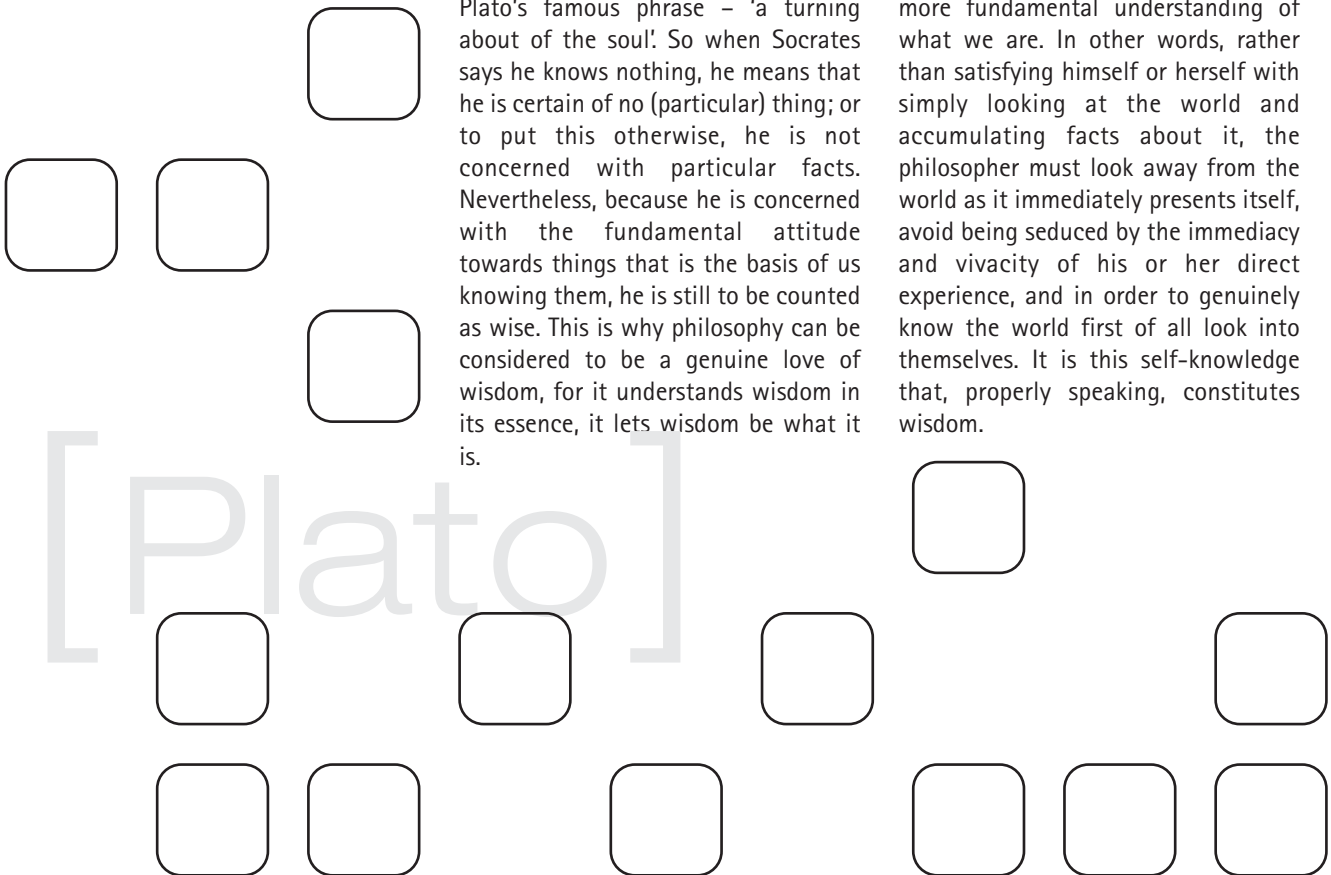 Plato's famous phrase – 'a turning
about of the soul'. So when Socrates
says he knows nothing, he means that
he is certain of no (particular) thing; or
to put this otherwise, he is not
concerned with particular facts.
Nevertheless, because he is concerned
with the fundamental attitude
towards things that is the basis of us
knowing them, he is still to be counted
as wise. This is why philosophy can be
considered to be a genuine love of
wisdom, for it understands wisdom in
its essence, it lets wisdom be what it
is.
more fundamental understanding of
what we are. In other words, rather
than satisfying himself or herself with
simply looking at the world and
accumulating facts about it, the
philosopher must look away from the
world as it immediately presents itself,
avoid being seduced by the immediacy
and vivacity of his or her direct
experience, and in order to genuinely
know the world first of all look into
themselves. It is this self-knowledge
that, properly speaking, constitutes
wisdom.
[Plato]